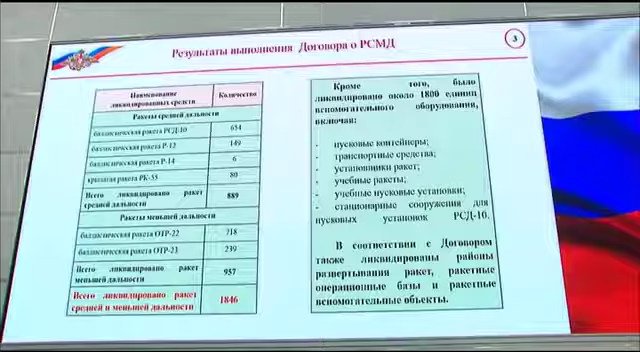 Результаты выполнения Договора о РСМД
3
Наименование
ликвидированных средств
Количество
Ракеты средней дальности
баллистическая ракета РСД-10 654
баллистическая ракета Р-12 149
баллистическая ракета Р-14 6
крылатая ракета РК-55 80
Всего ликвидировано ракет
средней дальности
889
Ракеты меньшей дальности
баллистическая ракета ОТР-22 718
баллистическая ракета ОТР-23 239
Всего ликвидировано ракет
меньшей дальности
957
Всего ликвидировано ракет
средней и меньшей дальности
1846
Кроме того, было
ликвидировано около 1800 единиц
вспомогательного оборудования,
включая:
- пусковые контейнеры;
- транспортные средства;
- установщики ракет;
- учебные ракеты;
- учебные пусковые установки;
- стационарные сооружения для
пусковых установок РСД-10.
В соответствии с Договором
также ликвидированы районы
развертывания ракет, ракетные
операционные базы и ракетные
вспомогательные объекты.